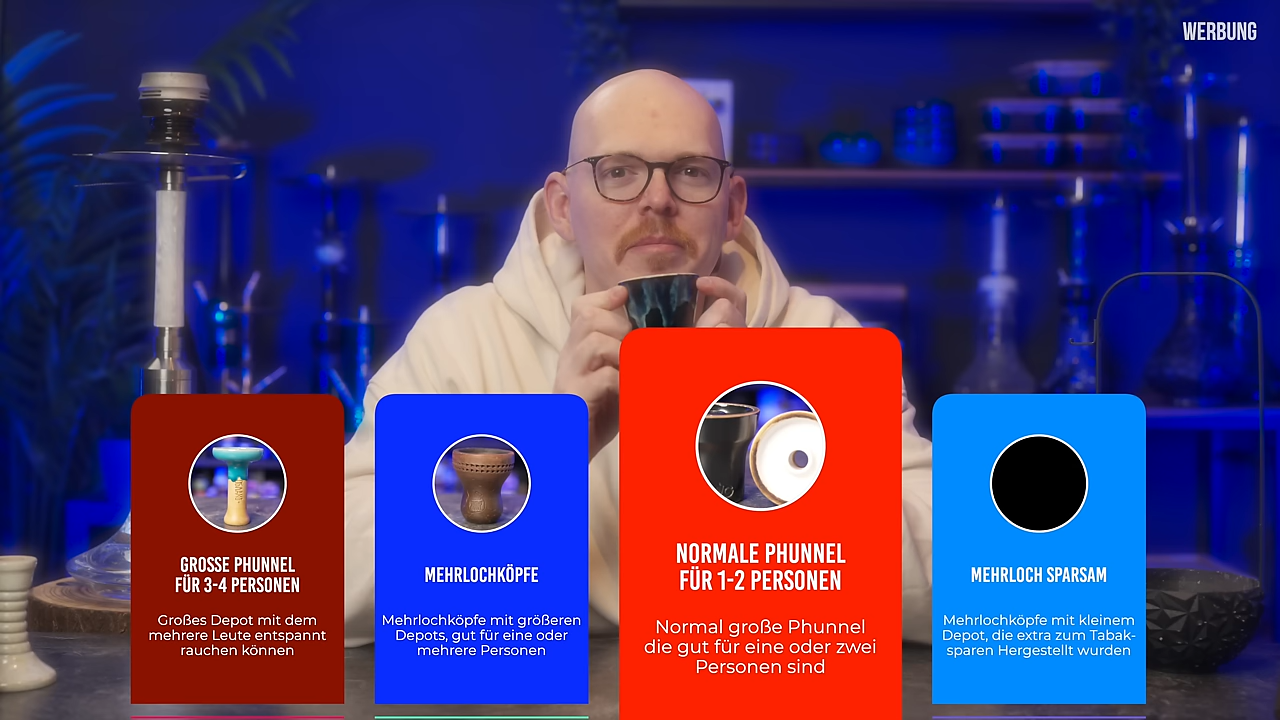 WERBUNG
GROSSE PHUNNEL
FÜR 3-4 PERSONEN
Großes Depot mit dem
mehrere Leute entspannt
rauchen können
MEHRLOCHKÖPFE
Mehrlochköpfe mit größeren
Depots, gut für eine oder
mehrere Personen
NORMALE PHUNNEL
FÜR 1-2 PERSONEN
Normal große Phunnel
die gut für eine oder zwei
Personen sind
MEHRLOCH SPARSAM
Mehrlochköpfe mit kleinem
Depot, die extra zum Tabak-
sparen Hergestellt wurden